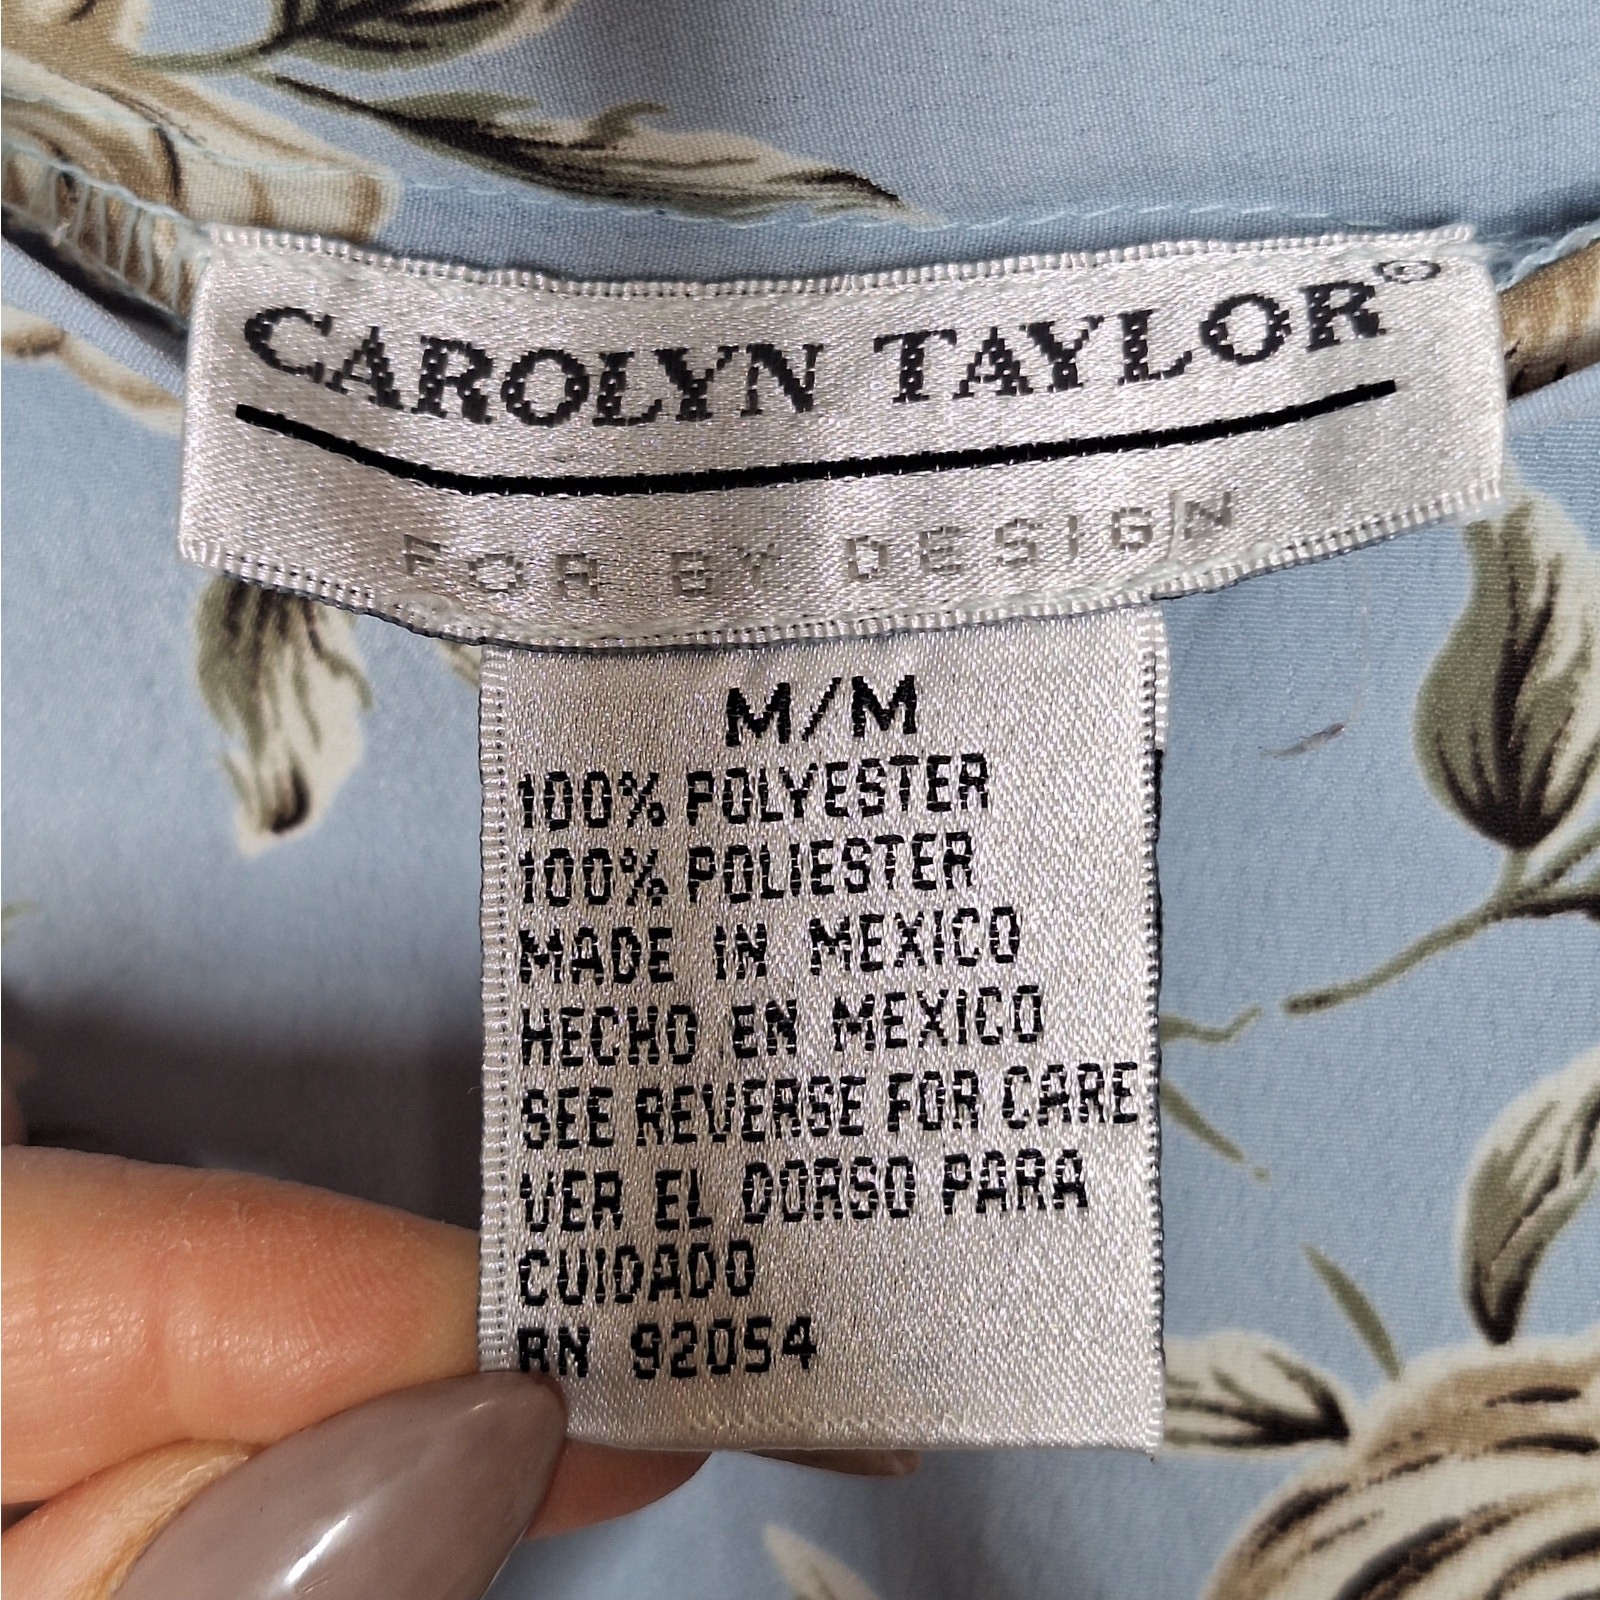 CAROLYN TAYLOR®
FOR BY DESIGN
M/M
100% POLYESTER
100% POLIESTER
MADE IN MEXICO
HECHO EN MEXICO
SEE REVERSE FOR CARE
VER EL DORSO PARA
CUIDADO
RN 92054